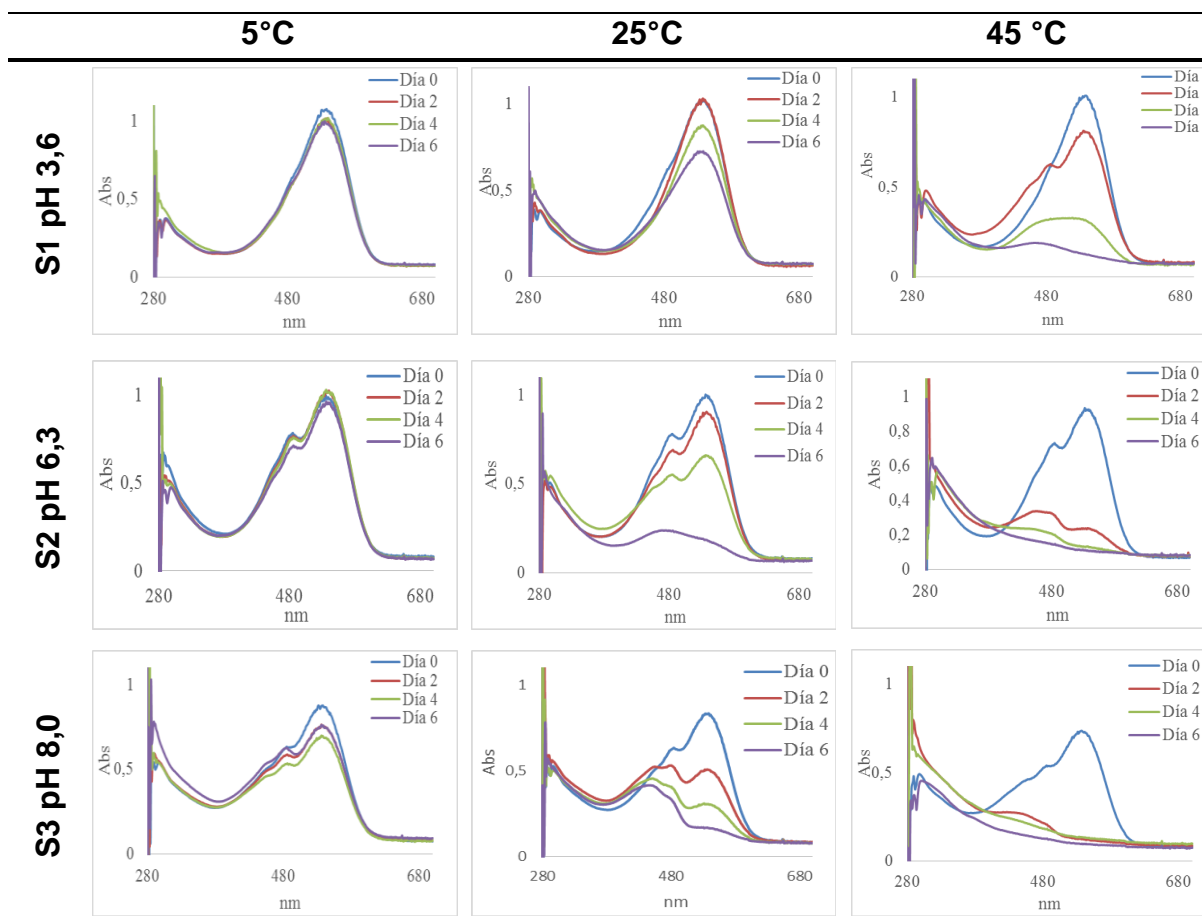 5°C 25°C 45 °C
S1 pH 3,6
Día 0
Día 2
Día 4
Día 6
1
0,5
0
Abs
280 480 680
nm
Día 0
Día 2
Día 4
Día 6
1
0,5
0
Abs
280 480 680
nm
Día
Día
Día
Día
1
0,5
0
Abs
280 480 680
nm
S2 pH 6,3
Día 0
Día 2
Día 4
Día 6
1
0,5
0
Abs
280 480 680
nm
Día 0
Día 2
Día 4
Día 6
1
0,5
0
Abs
280 480 680
nm
Día 0
Día 2
Día 4
Día 6
1
0,8
0,6
0,4
0,2
0
Abs
280 480 680
nm
S3 pH 8,0
Día 0
Día 2
Día 4
Día 6
1
0,5
0
Abs
280 480 680
nm
Día 0
Día 2
Día 4
Día 6
1
0,5
0
Abs
280 480 680
nm
Día 0
Día 2
Día 4
Día 6
1
0,5
0
Abs
280 480 680
nm